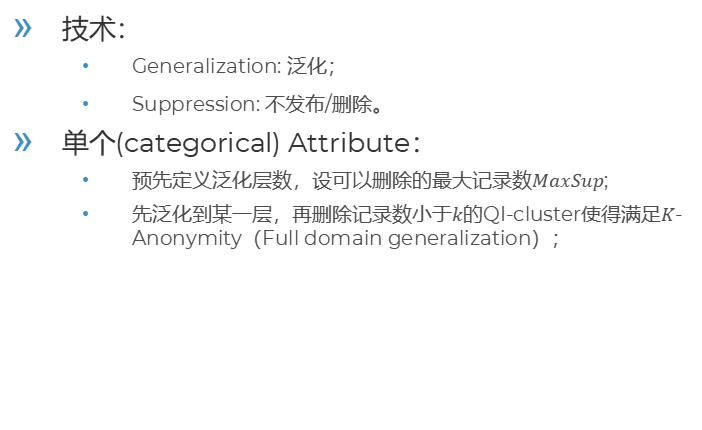 » 技术：
• Generalization: 泛化；
• Suppression: 不发布/删除。
» 单个(categorical) Attribute：
• 预先定义泛化层数，设可以删除的最大记录数MaxSup;
• 先泛化到某一层，再删除记录数小于k的QI-cluster使得满足K-
Anonymity（Full domain generalization）；